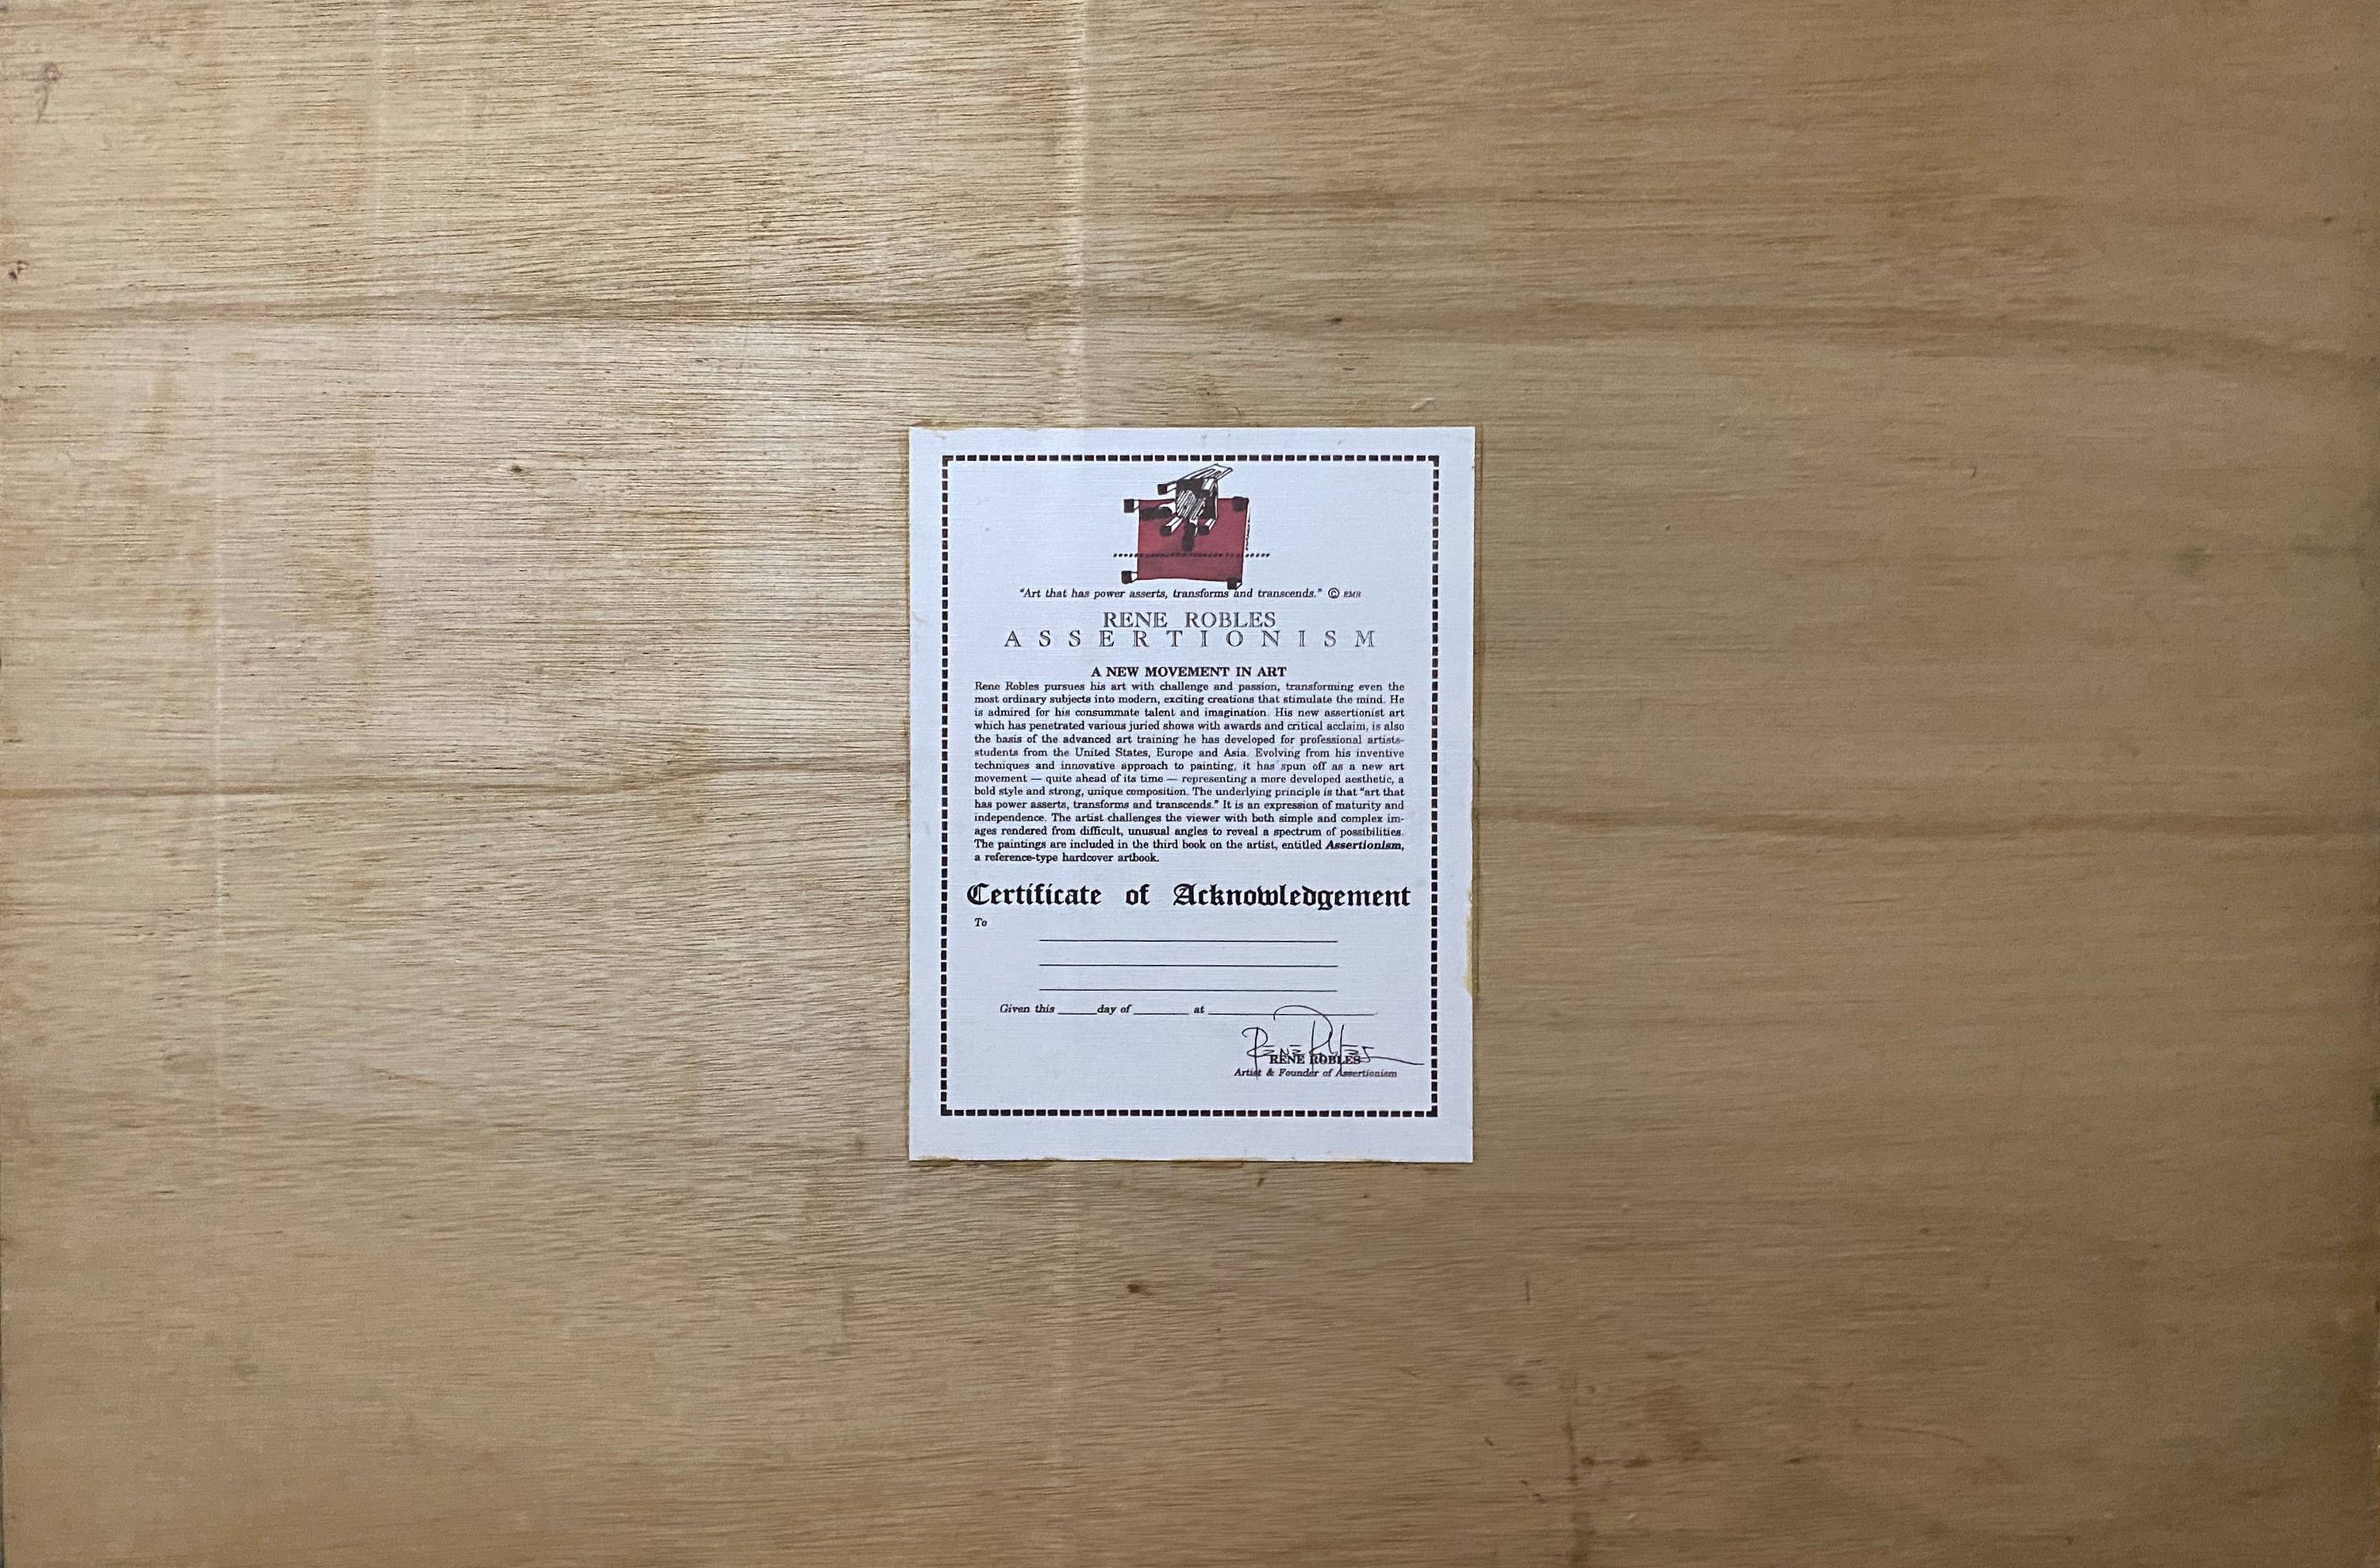 "Art that has power asserts, transforms and transcends." © RMR
RENE ROBLES
ASSERTIONISM
A NEW MOVEMENT IN ART
Rene Robles pursues his art with challenge and passion, transforming even the
most ordinary subjects into modern, exciting creations that stimulate the mind. He
is admired for his consummate talent and imagination. His new assertionist art
which has penetrated various juried shows with awards and critical acclaim, is also
the basis of the advanced art training he has developed for professional artists-
students from the United States, Europe and Asia. Evolving from his inventive
techniques and innovative approach to painting, it has spun off as a new art
movement — quite ahead of its time — representing a more developed aesthetic, a
bold style and strong, unique composition. The underlying principle is that "art that
has power asserts, transforms and transcends." It is an expression of maturity and
independence. The artist challenges the viewer with both simple and complex im-
ages rendered from difficult, unusual angles to reveal a spectrum of possibilities.
The paintings are included in the third book on the artist, entitled Assertionism,
a reference-type hardcover artbook.
Certificate of Acknowledgement
To
Given this ____ day of ____ at ____
Rene Robles
RENE ROBLES
Artist & Founder of Assertionism